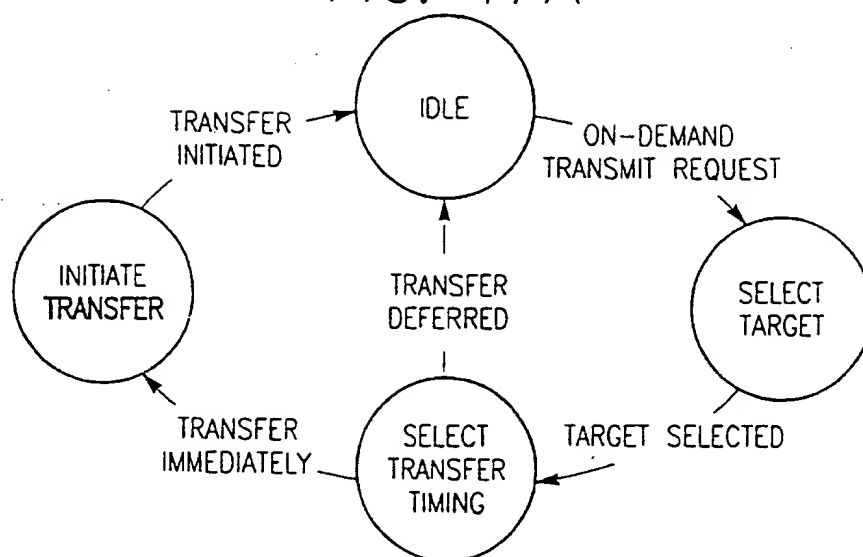 IDLE
TRANSFER
INITIATED
ON-DEMAND
TRANSMIT REQUEST
INITIATE
TRANSFER
TRANSFER
DEFERRED
SELECT
TARGET
TRANSFER
IMMEDIATELY
SELECT
TRANSFER
TIMING
TARGET SELECTED